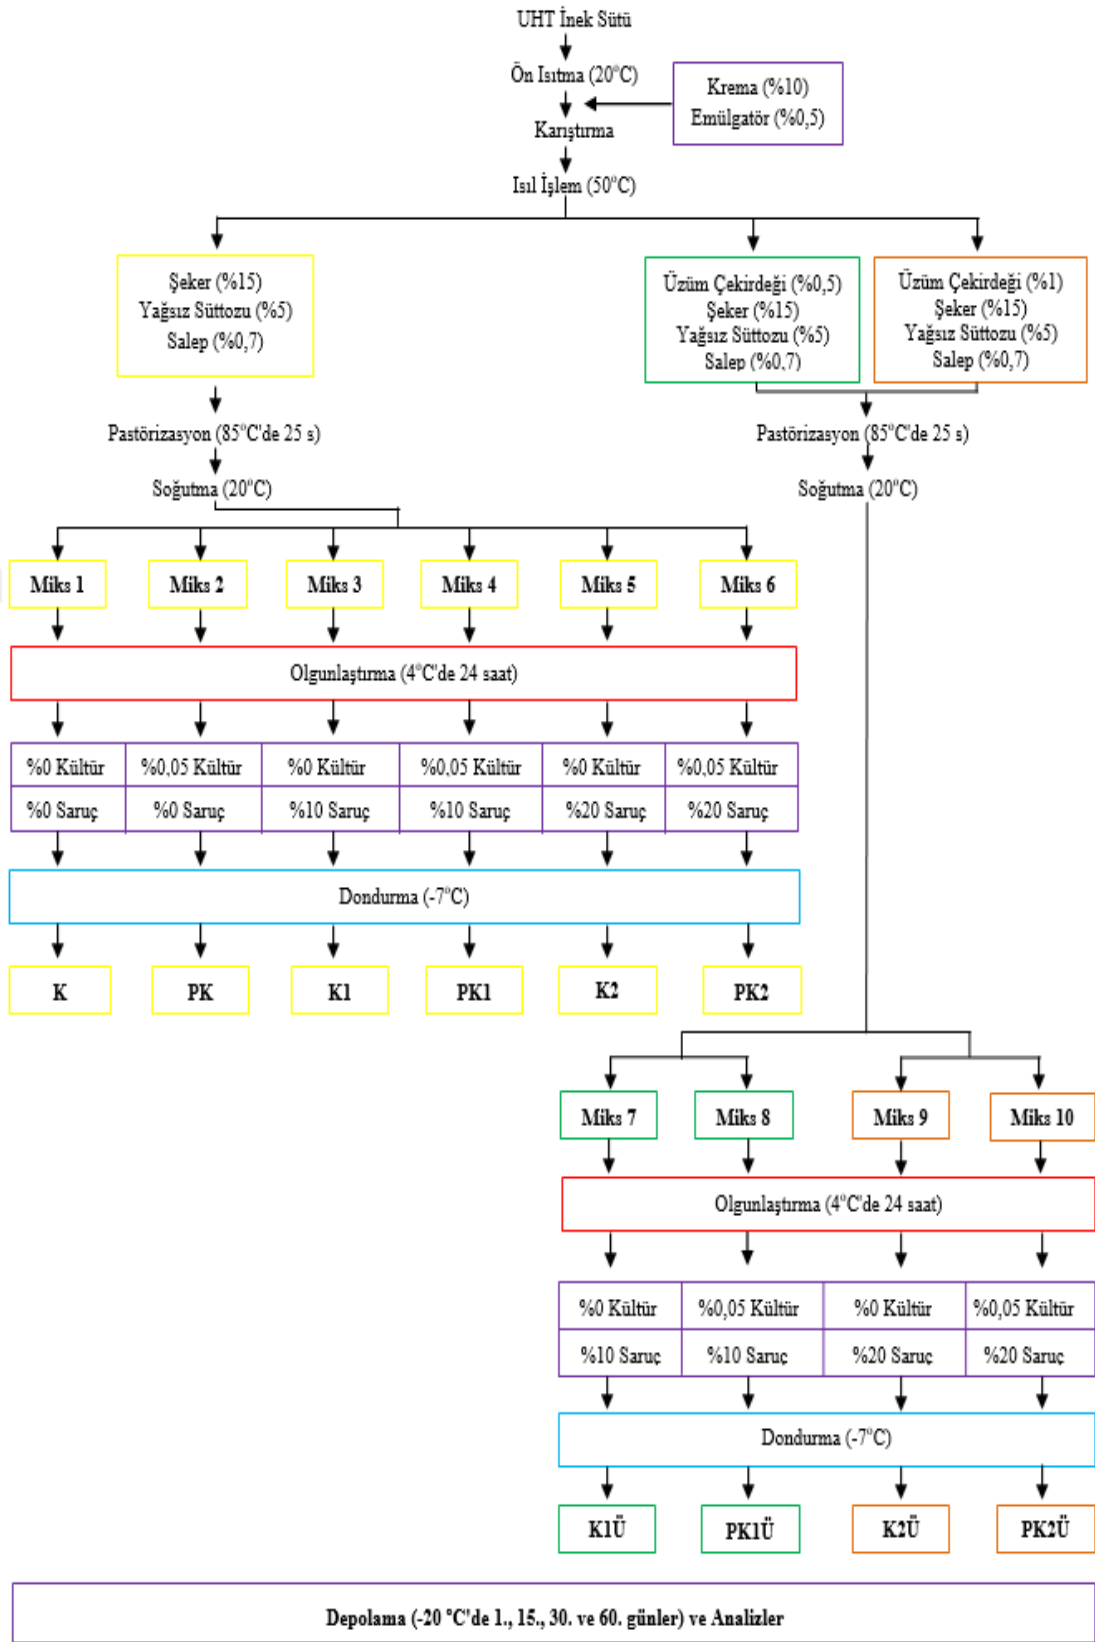 UHT İnek Sütü
Ön Isıtma (20°C)
Krema (%10)
Emülgatör (%0,5)
Karıştırma
Isıl İşlem (50°C)
Şeker (%15)
Yağsız Süttozu (%5)
Salep (%0,7)
Üzüm Çekirdeği (%0,5)
Şeker (%15)
Yağsız Süttozu (%5)
Salep (%0,7)
Üzüm Çekirdeği (%1)
Şeker (%15)
Yağsız Süttozu (%5)
Salep (%0,7)
Pastörizasyon (85°C'de 25 s)
Pastörizasyon (85°C'de 25 s)
Soğutma (20°C)
Soğutma (20°C)
Miks 1
Miks 2
Miks 3
Miks 4
Miks 5
Miks 6
Olgunlaştırma (4°C'de 24 saat)
%0 Kültür
%0,05 Kültür
%0 Kültür
%0,05 Kültür
%0 Kültür
%0,05 Kültür
%0 Saruç
%0 Saruç
%10 Saruç
%10 Saruç
%20 Saruç
%20 Saruç
Dondurma (-7°C)
K
PK
K1
PK1
K2
PK2
Miks 7
Miks 8
Miks 9
Miks 10
Olgunlaştırma (4°C'de 24 saat)
%0 Kültür
%0,05 Kültür
%0 Kültür
%0,05 Kültür
%10 Saruç
%10 Saruç
%20 Saruç
%20 Saruç
Dondurma (-7°C)
K1Ü
PK1Ü
K2Ü
PK2Ü
Depolama (-20 °C'de 1., 15., 30. ve 60. günler) ve Analizler